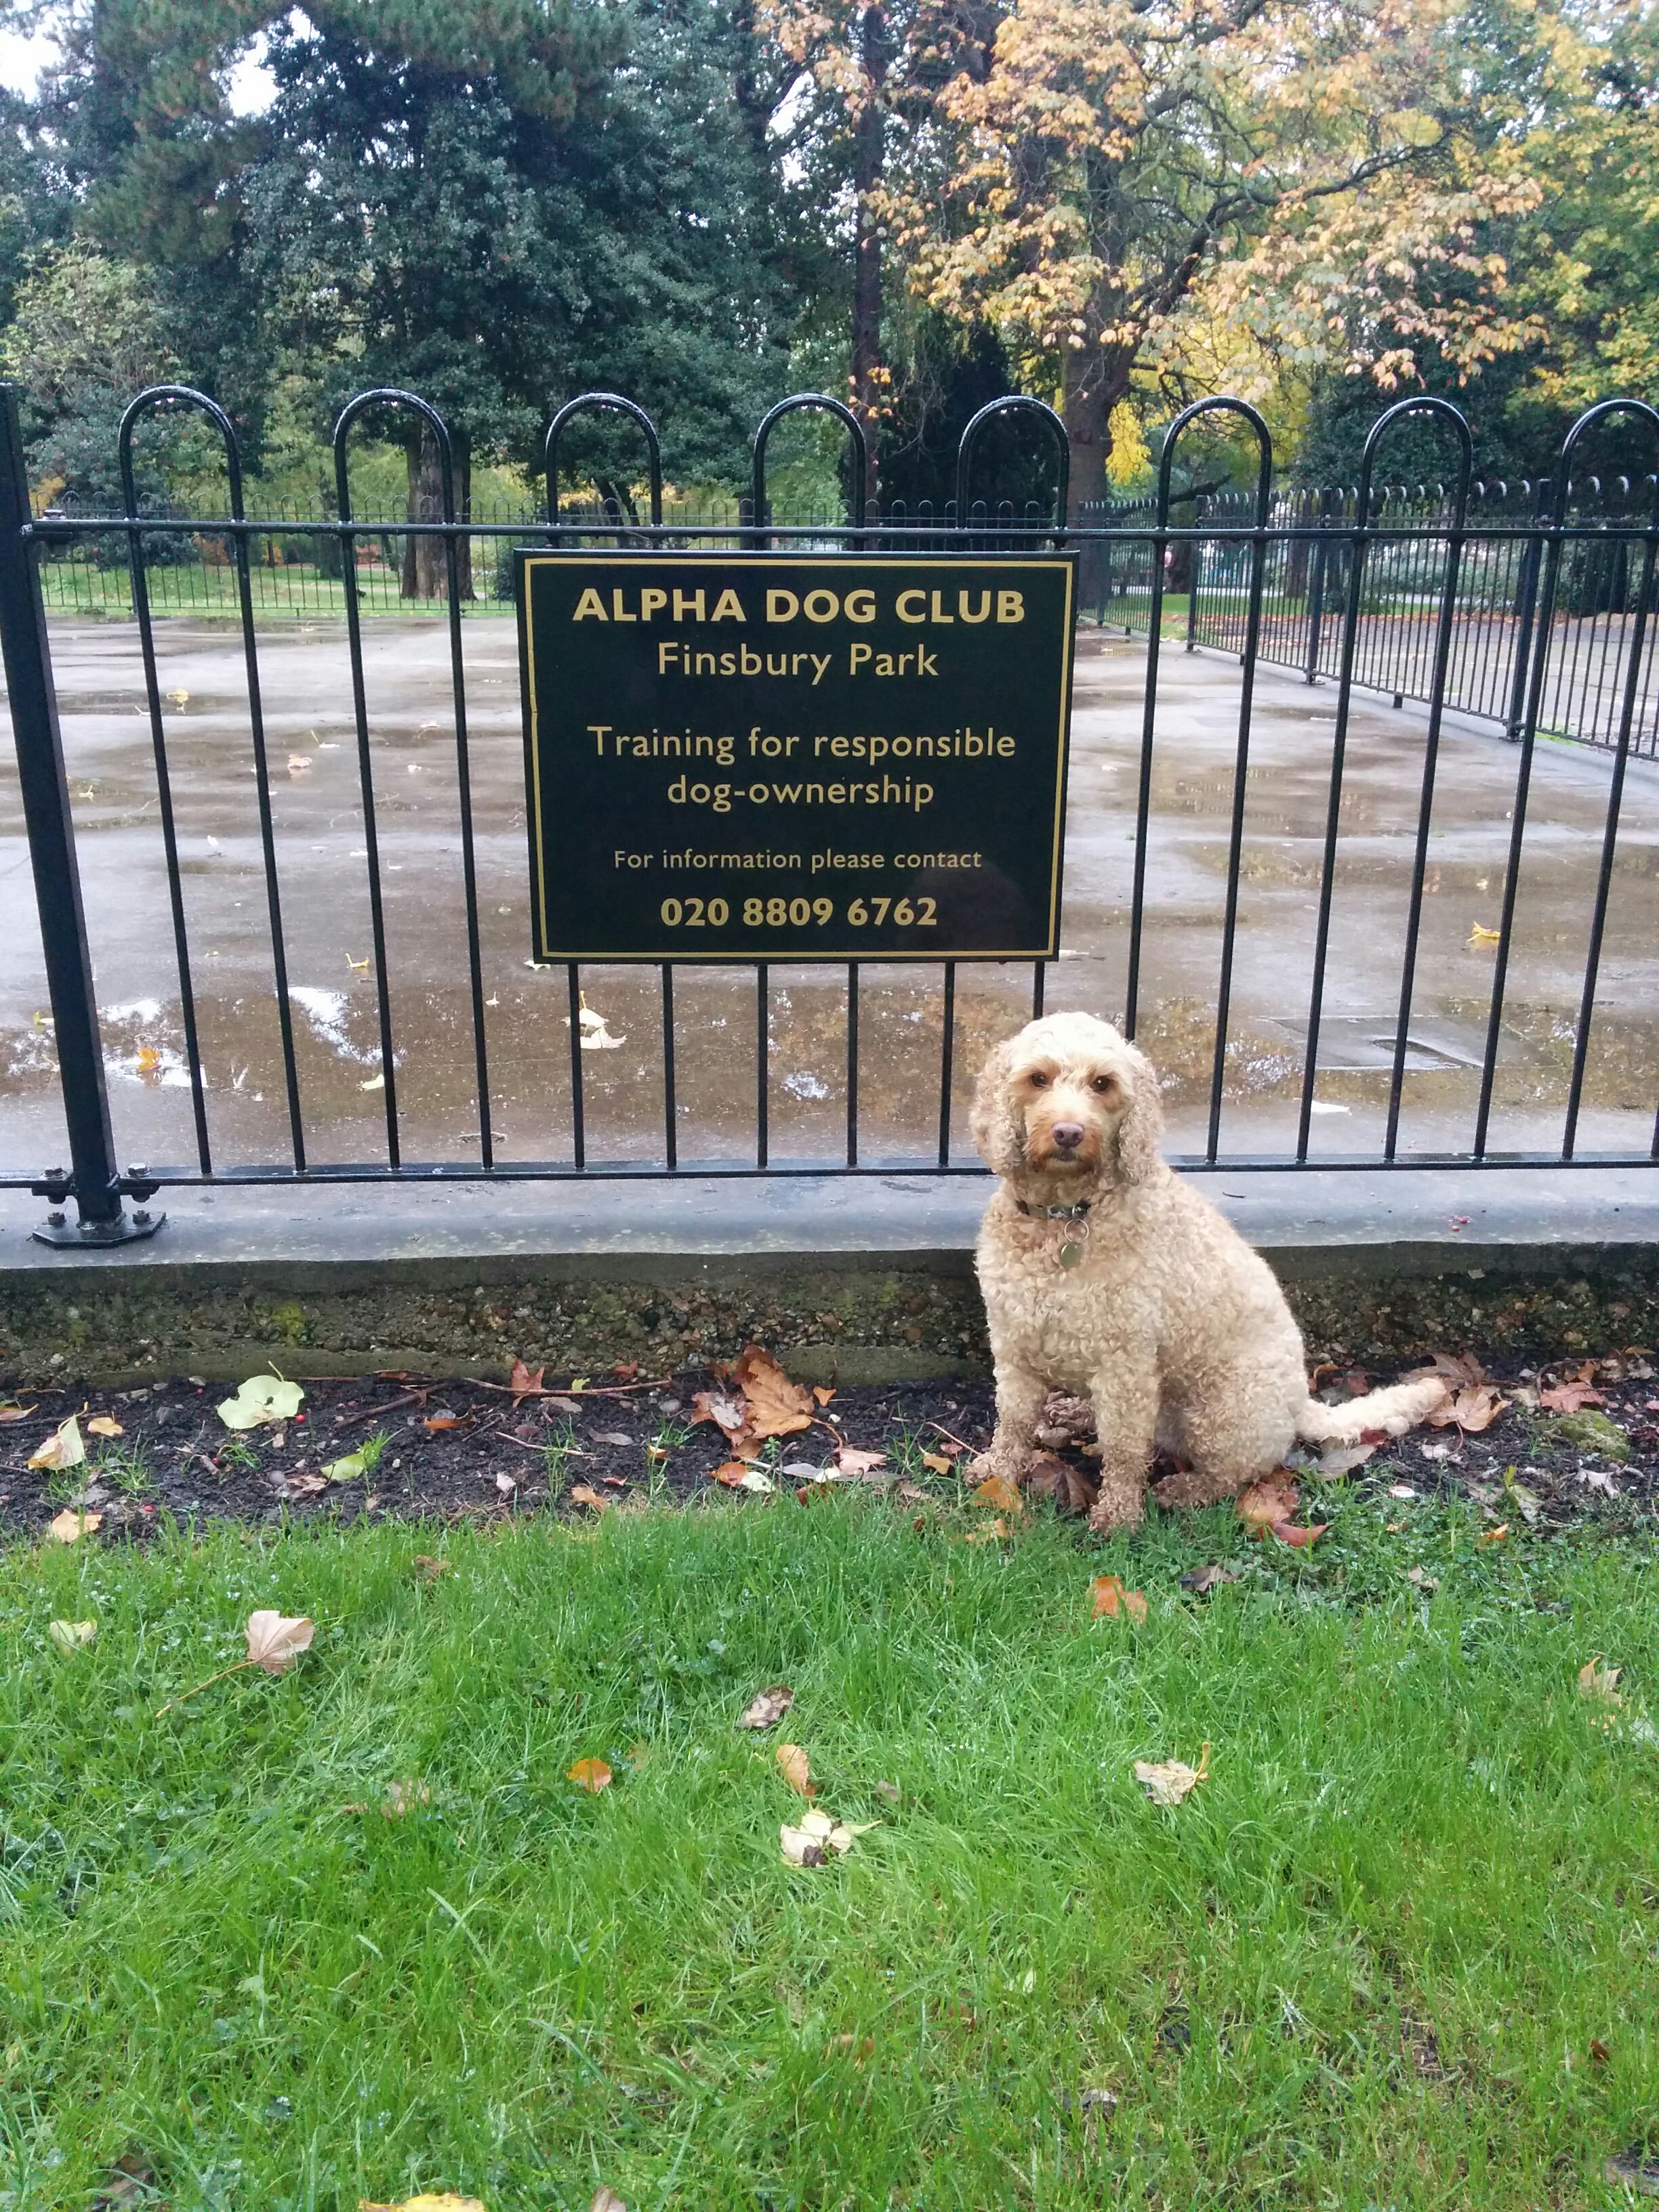 ALPHA DOG CLUB
Finsbury Park
Training for responsible
dog-ownership
For information please contact
020 8809 6762